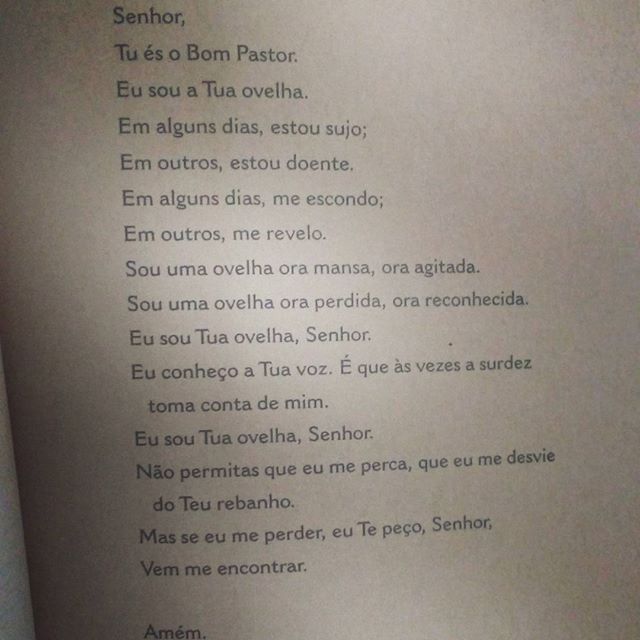 Senhor,
Tu és o Bom Pastor.
Eu sou a Tua ovelha.
Em alguns dias, estou sujo;
Em outros, estou doente.
Em alguns dias, me escondo;
Em outros, me revelo.
Sou uma ovelha ora mansa, ora agitada.
Sou uma ovelha ora perdida, ora reconhecida.
Eu sou Tua ovelha, Senhor.
Eu conheço a Tua voz. É que às vezes a surdez
toma conta de mim.
Eu sou Tua ovelha, Senhor.
Não permitas que eu me perca, que eu me desvie
do Teu rebanho.
Mas se eu me perder, eu Te peço, Senhor,
Vem me encontrar.
Amém.